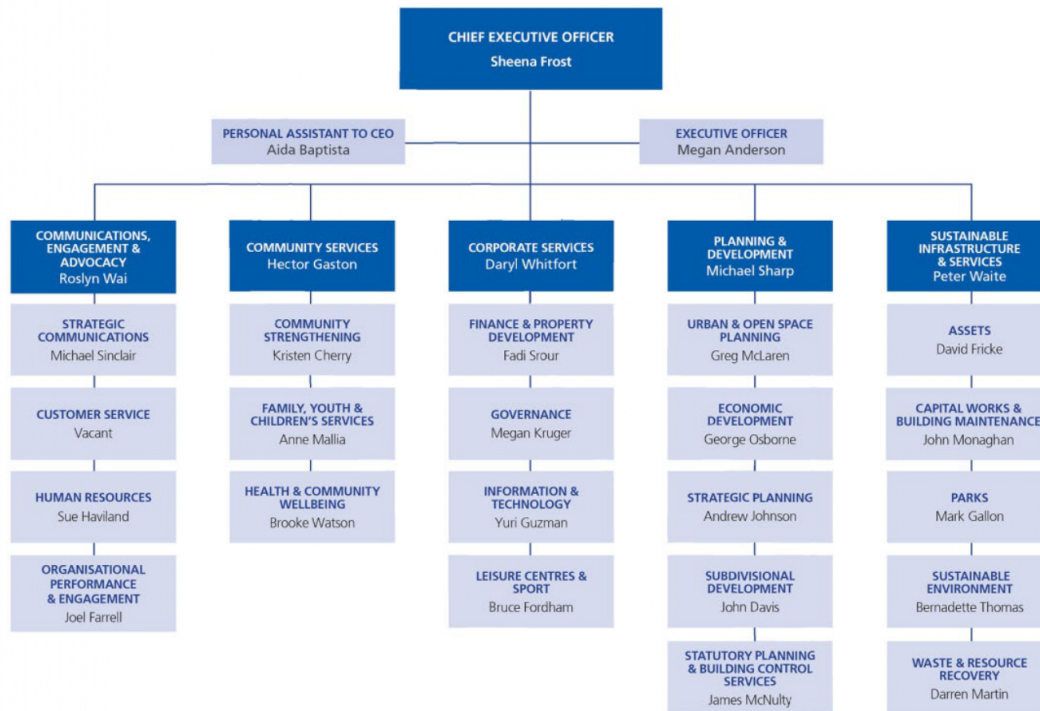 CHIEF EXECUTIVE OFFICER
Sheena Frost
PERSONAL ASSISTANT TO CEO
Aida Baptista
EXECUTIVE OFFICER
Megan Anderson
COMMUNICATIONS,
ENGAGEMENT &
ADVOCACY
Roslyn Wai
STRATEGIC
COMMUNICATIONS
Michael Sinclair
CUSTOMER SERVICE
Vacant
HUMAN RESOURCES
Sue Haviland
ORGANISATIONAL
PERFORMANCE
& ENGAGEMENT
Joel Farrell
COMMUNITY SERVICES
Hector Gaston
COMMUNITY
STRENGTHENING
Kristen Cherry
FAMILY, YOUTH &
CHILDREN'S SERVICES
Anne Mallia
HEALTH & COMMUNITY
WELLBEING
Brooke Watson
CORPORATE SERVICES
Daryl Whitfort
FINANCE & PROPERTY
DEVELOPMENT
Fadi Srour
GOVERNANCE
Megan Kruger
INFORMATION &
TECHNOLOGY
Yuri Guzman
LEISURE CENTRES &
SPORT
Bruce Fordham
PLANNING &
DEVELOPMENT
Michael Sharp
URBAN & OPEN SPACE
PLANNING
Greg McLaren
ECONOMIC
DEVELOPMENT
George Osborne
STRATEGIC PLANNING
Andrew Johnson
SUBDIVISIONAL
DEVELOPMENT
John Davis
STATUTORY PLANNING
& BUILDING CONTROL
SERVICES
James McNulty
SUSTAINABLE
INFRASTRUCTURE
& SERVICES
Peter Waite
ASSETS
David Fricke
CAPITAL WORKS &
BUILDING MAINTENANCE
John Monaghan
PARKS
Mark Gallon
SUSTAINABLE
ENVIRONMENT
Bernadette Thomas
WASTE & RESOURCE
RECOVERY
Darren Martin